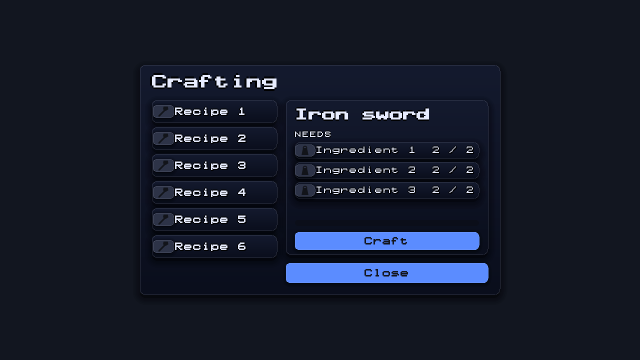 Crafting
Recipe 1
Recipe 2
Recipe 3
Recipe 4
Recipe 5
Recipe 6
Iron sword
NEEDS
Ingredient 1 2 / 2
Ingredient 2 2 / 2
Ingredient 3 2 / 2
Craft
Close